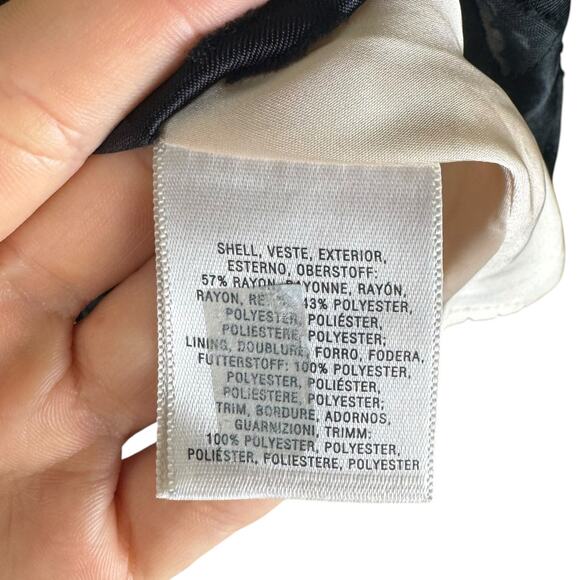 SHELL, VESTE, EXTERIOR,
ESTERNO, OBERSTOFF:
57% RAYON, RAYONNE, RAYÓN,
RAYON, 43% POLYESTER,
POLYESTER, POLIÉSTER,
POLIESTERE, POLYESTER;
LINING, DOUBLURE, FORRO, FODERA,
FUTTERSTOFF: 100% POLYESTER,
POLYESTER, POLIÉSTER,
POLIESTERE, POLYESTER;
TRIM, BORDURE, ADORNOS,
GUARNIZIONI, TRIMM:
100% POLYESTER, POLYESTER,
POLIÉSTER, FOLIESTERE, POLYESTER